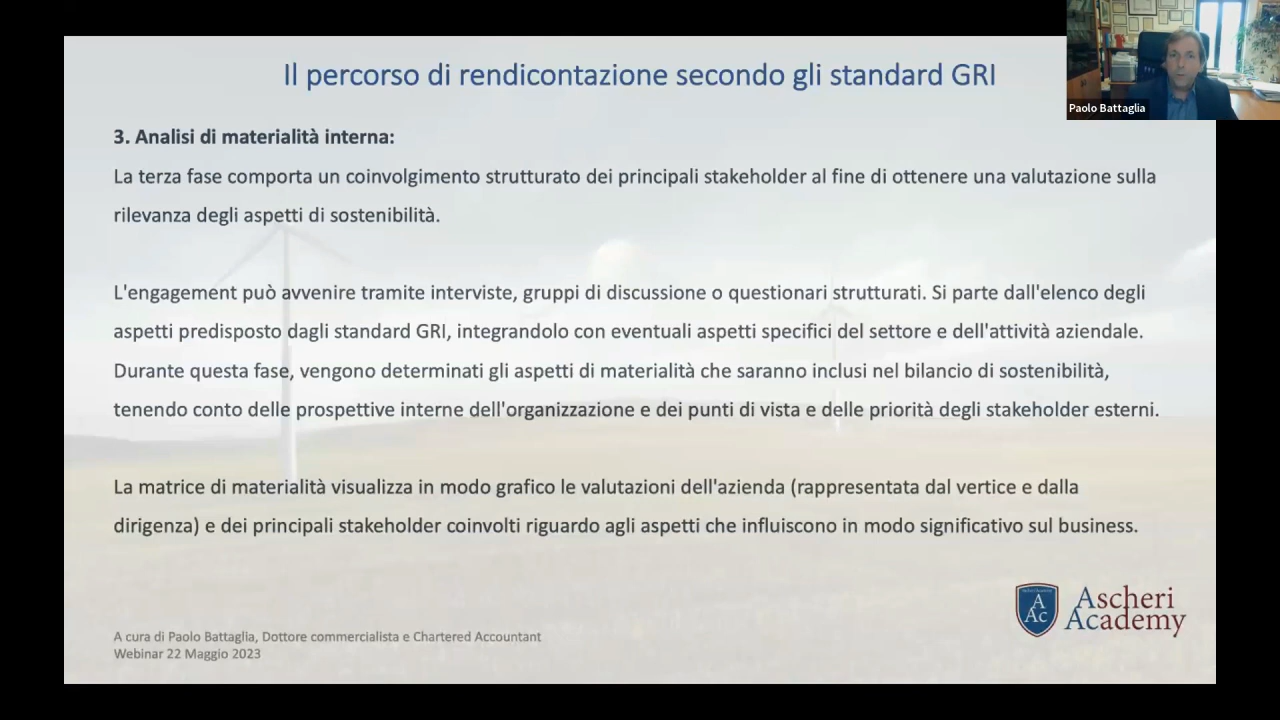 Il percorso di rendicontazione secondo gli standard GRI
Paolo Battaglia
3. Analisi di materialità interna:
La terza fase comporta un coinvolgimento strutturato dei principali stakeholder al fine di ottenere una valutazione sulla
rilevanza degli aspetti di sostenibilità.
L'engagement può avvenire tramite interviste, gruppi di discussione o questionari strutturati. Si parte dall'elenco degli
aspetti predisposto dagli standard GRI, integrandolo con eventuali aspetti specifici del settore e dell'attività aziendale.
Durante questa fase, vengono determinati gli aspetti di materialità che saranno inclusi nel bilancio di sostenibilità,
tenendo conto delle prospettive interne dell'organizzazione e dei punti di vista e delle priorità degli stakeholder esterni.
La matrice di materialità visualizza in modo grafico le valutazioni dell'azienda (rappresentata dal vertice e dalla
dirigenza) e dei principali stakeholder coinvolti riguardo agli aspetti che influiscono in modo significativo sul business.
A
Ac
Ascheri
Academy
A cura di Paolo Battaglia, Dottore commercialista e Chartered Accountant
Webinar 22 Maggio 2023